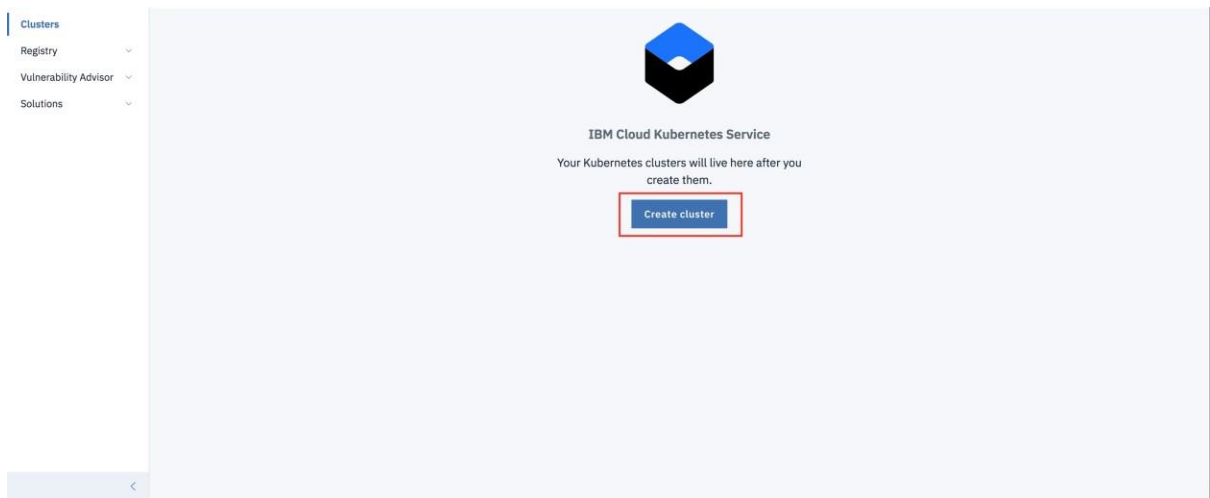 Clusters
Registry
Vulnerability Advisor
Solutions
IBM Cloud Kubernetes Service
Your Kubernetes clusters will live here after you
create them.
Create cluster